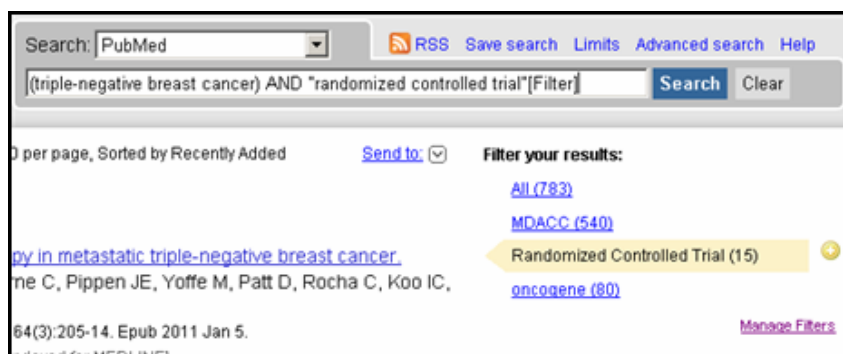 Search: PubMed RSS Save search Limits Advanced search Help
(triple-negative breast cancer) AND "randomized controlled trial"[Filter] Search Clear
0 per page, Sorted by Recently Added Send to: Filter your results:
All (783)
MDACC (540)
py in metastatic triple-negative breast cancer. Randomized Controlled Trial (15)
rne C, Pippen JE, Yoffe M, Patt D, Rocha C, Koo IC,
oncogene (80)
64(3):205-14. Epub 2011 Jan 5. Manage Filters